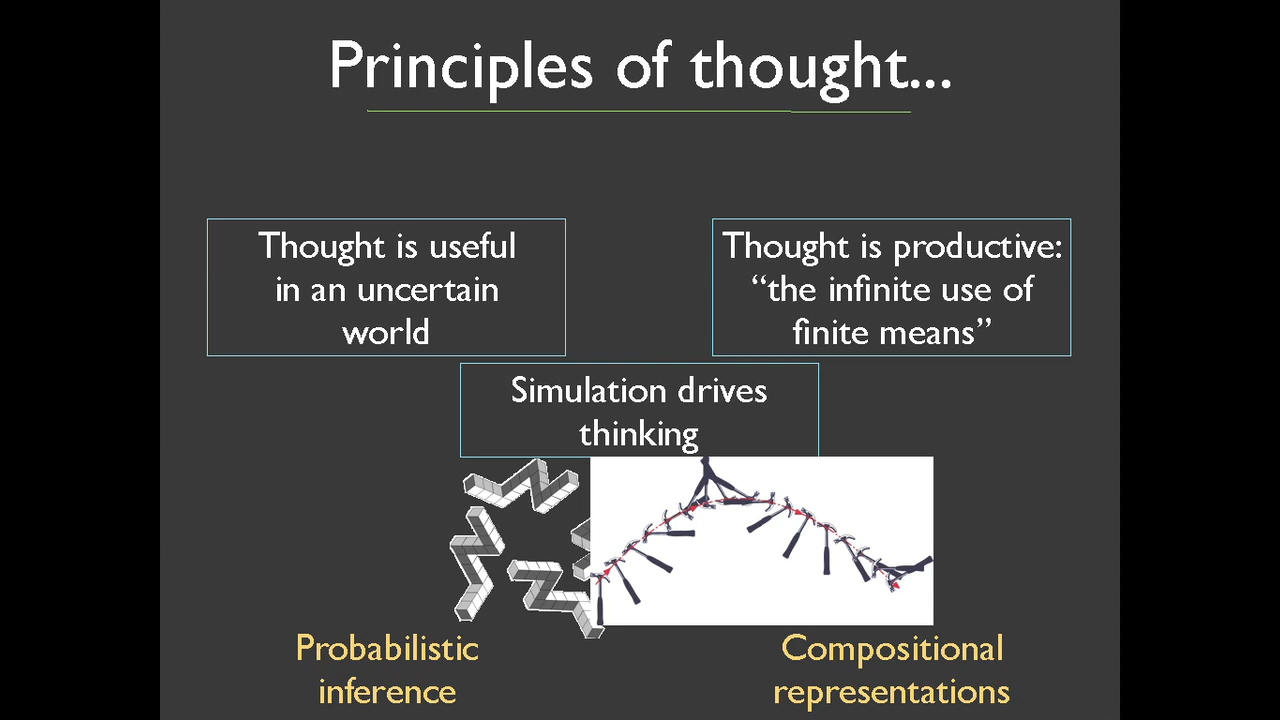 Principles of thought...
Thought is useful
in an uncertain
world
Thought is productive:
“the infinite use of
finite means”
Simulation drives
thinking
Probabilistic
inference
Compositional
representations